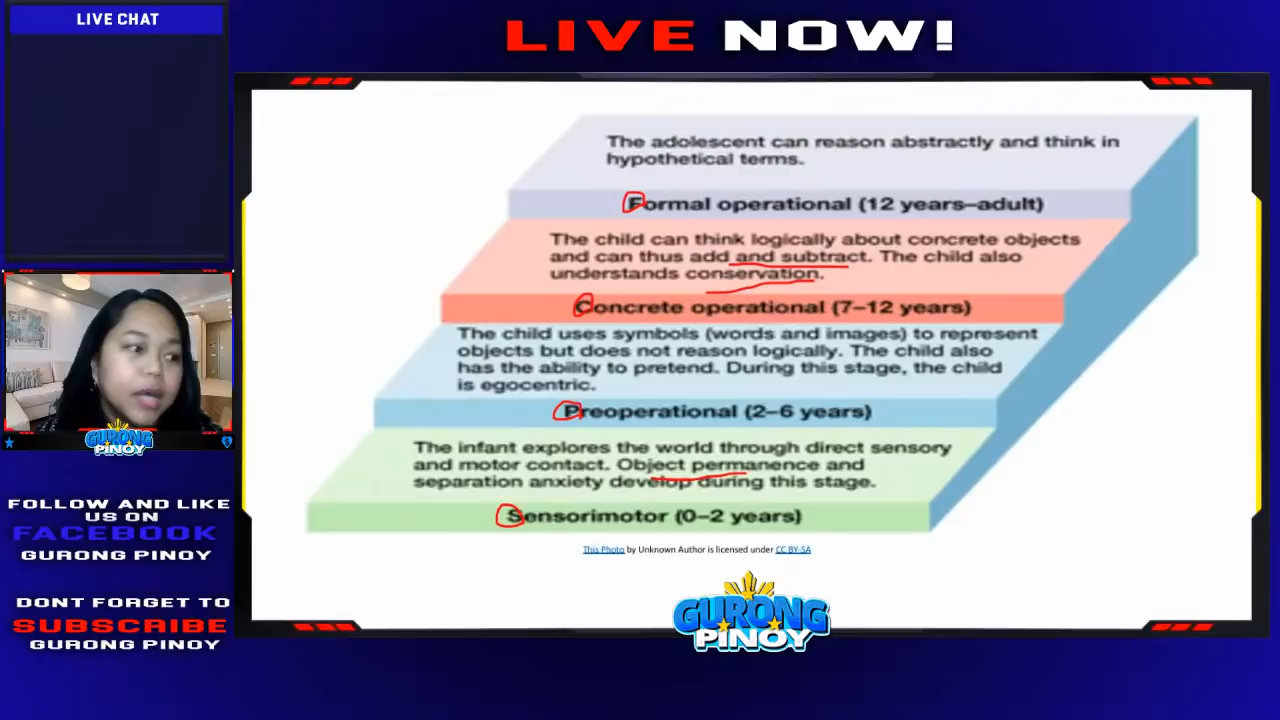 LIVE CHAT
LIVE NOW!
The adolescent can reason abstractly and think in
hypothetical terms.
Formal operational (12 years–adult)
The child can think logically about concrete objects
and can thus add and subtract. The child also
understands conservation.
Concrete operational (7–12 years)
The child uses symbols (words and images) to represent
objects but does not reason logically. The child also
has the ability to pretend. During this stage, the child
is egocentric.
Preoperational (2–6 years)
The infant explores the world through direct sensory
and motor contact. Object permanence and
separation anxiety develop during this stage.
Sensorimotor (0–2 years)
This Photo by Unknown Author is licensed under CC BY-SA
GURONG
PINOY
GURONG
PINOY
FOLLOW AND LIKE
US ON
FACEBOOK
GURONG PINOY
DONT FORGET TO
SUBSCRIBE
GURONG PINOY